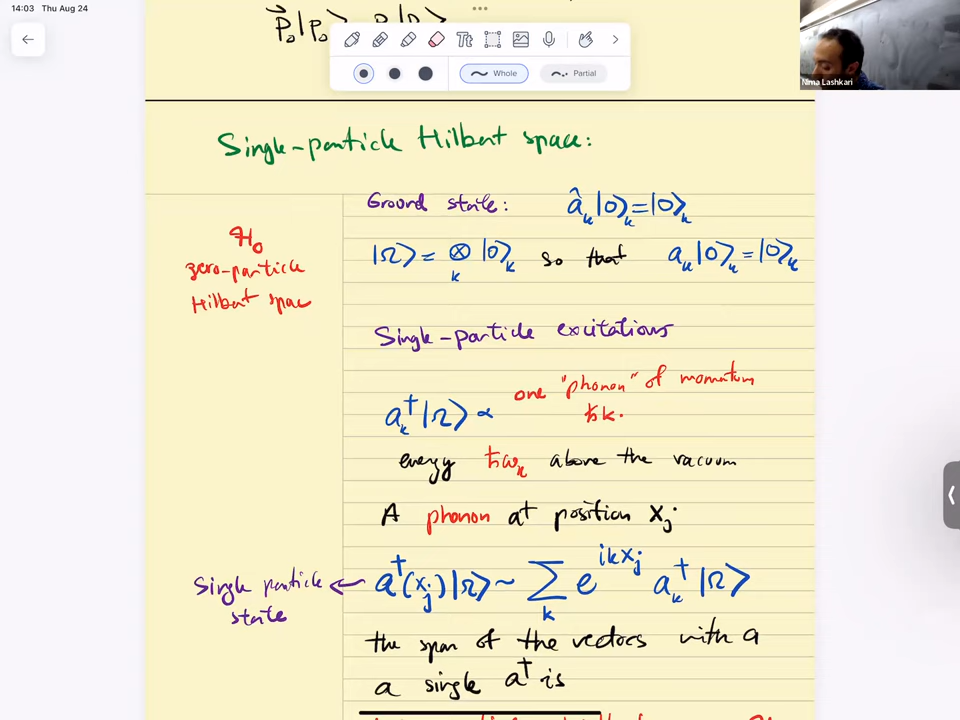 14:03 Thu Aug 24
Tt
Whole
Partial
Nima Lashkari
Single-particle Hilbert space:
Ground state: â_k|0⟩_k=|0⟩_k
H_0
zero-particle
Hilbert spac
|Ω⟩= ⊗_k |0⟩_k so that a_k|0⟩_k=|0⟩_k
Single-particle excitations
one "phonon" of momentum
ħk.
a_k^†|Ω⟩ ∝
energy ħω_k above the vacuum
A phonon at position x_j
Single particle
state
← a^†(x_j)|Ω⟩ ~ Σ_k e^{ikx_j} a_k^†|Ω⟩
the span of the vectors with a
a single a^† is